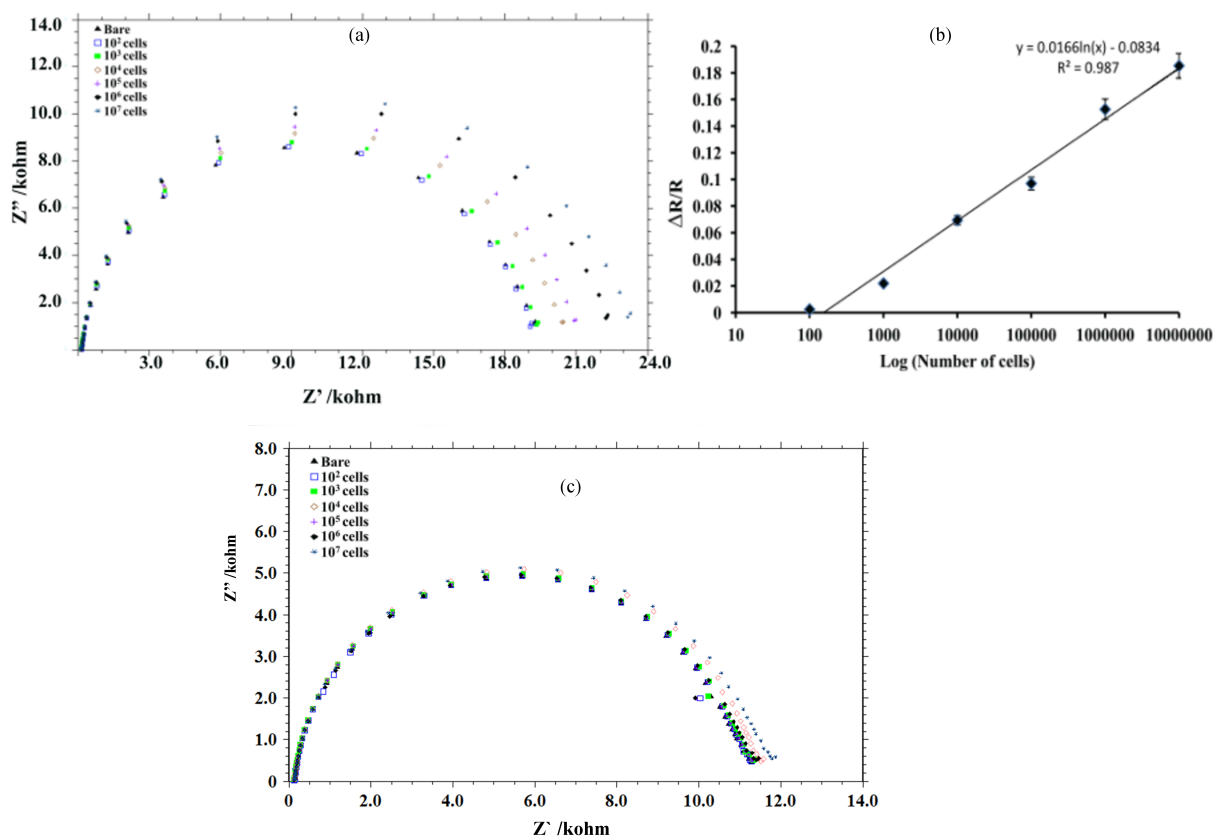 (a)
Bare
10² cells
10³ cells
10⁴ cells
10⁵ cells
10⁶ cells
10⁷ cells
14.0
12.0
10.0
8.0
6.0
4.0
2.0
Z’’ /kohm
3.0
6.0
9.0
12.0
15.0
18.0
21.0
24.0
Z’ /kohm
(b)
y = 0.0166ln(x) - 0.0834
R² = 0.987
0.2
0.18
0.16
0.14
0.12
0.1
0.08
0.06
0.04
0.02
0
ΔR/R
10
100
1000
10000
100000
1000000
10000000
Log (Number of cells)
(c)
Bare
10² cells
10³ cells
10⁴ cells
10⁵ cells
10⁶ cells
10⁷ cells
8.0
7.0
6.0
5.0
4.0
3.0
2.0
1.0
0
Z’’ /kohm
0
2.0
4.0
6.0
8.0
10.0
12.0
14.0
Z` /kohm